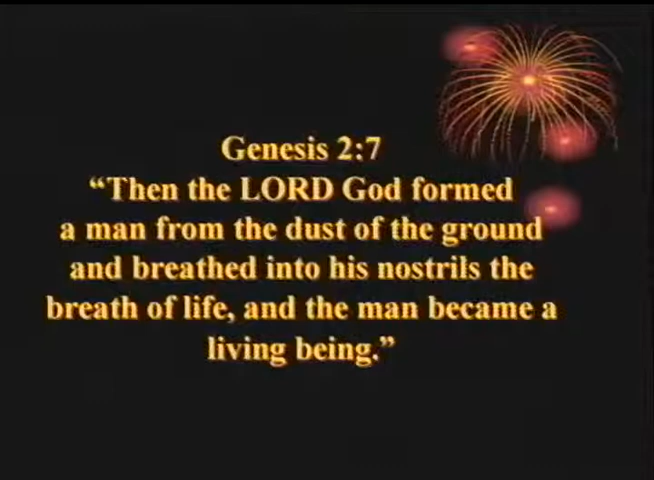 Genesis 2:7
“Then the LORD God formed
a man from the dust of the ground
and breathed into his nostrils the
breath of life, and the man became a
living being.”